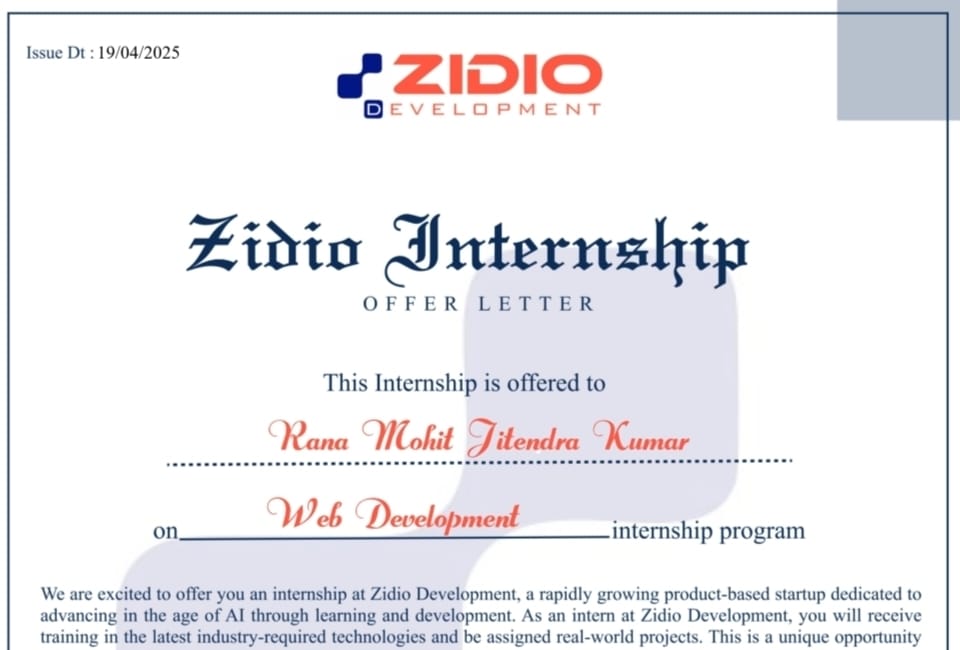 Issue Dt : 19/04/2025
ZIDIO
DEVELOPMENT
Zidio Internship
OFFER LETTER
This Internship is offered to
Rana Mohit Jitendra Kumar
on Web Development internship program
We are excited to offer you an internship at Zidio Development, a rapidly growing product-based startup dedicated to
advancing in the age of AI through learning and development. As an intern at Zidio Development, you will receive
training in the latest industry-required technologies and be assigned real-world projects. This is a unique opportunity